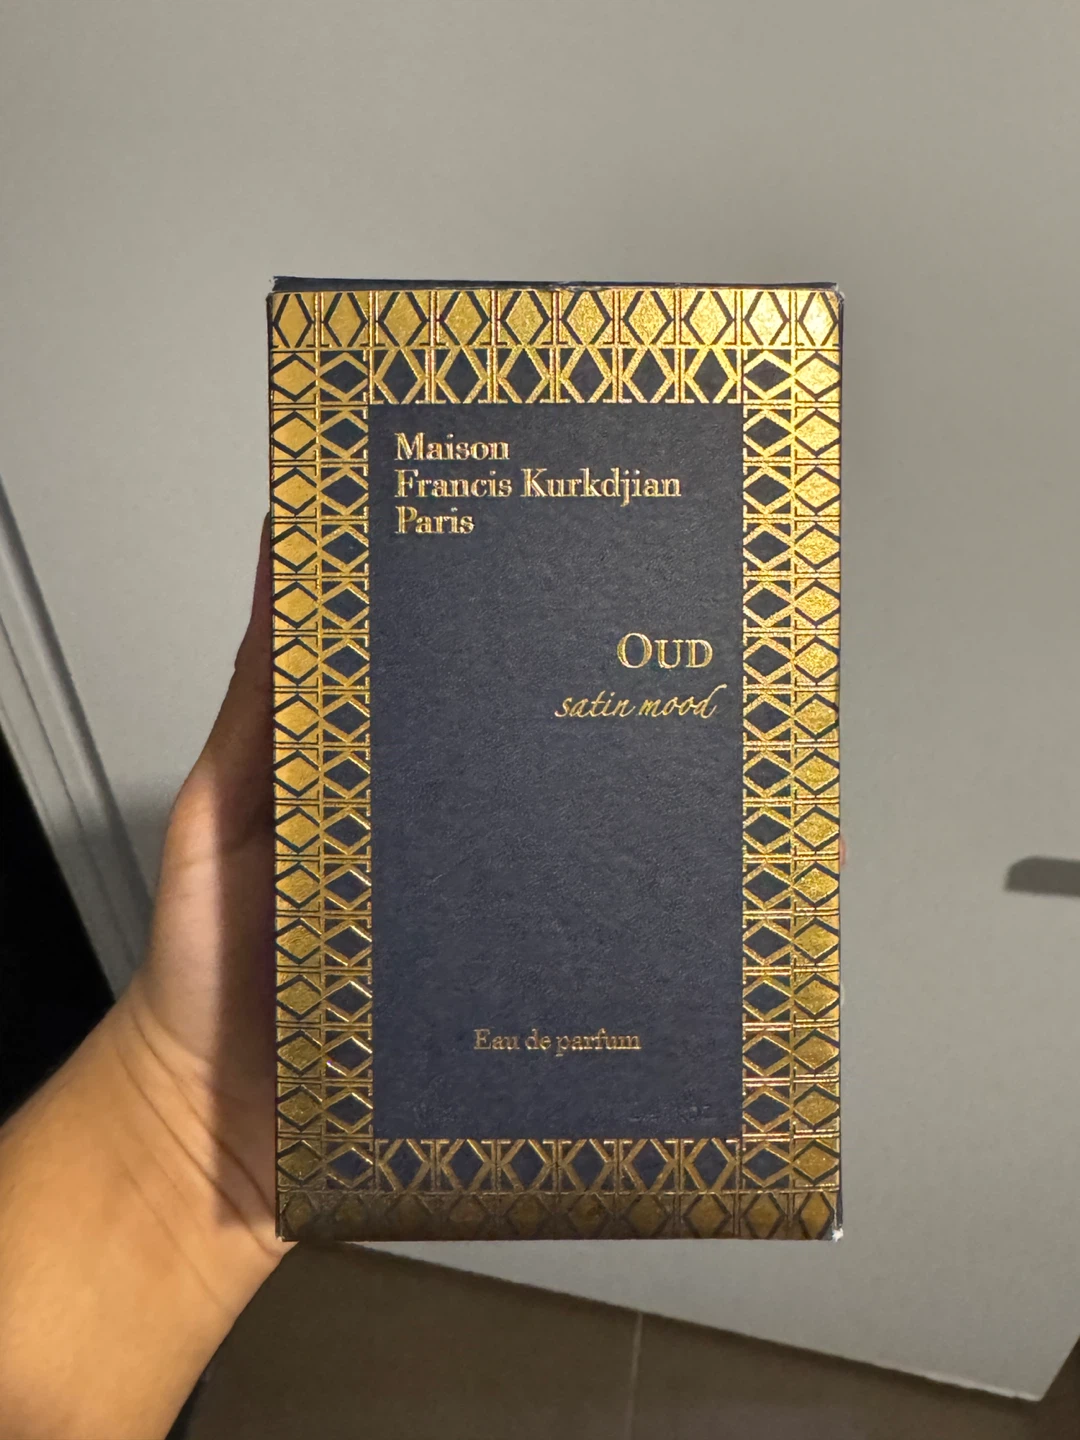 Maison
Francis Kurkdjian
Paris
OUD
satin mood
Eau de parfum